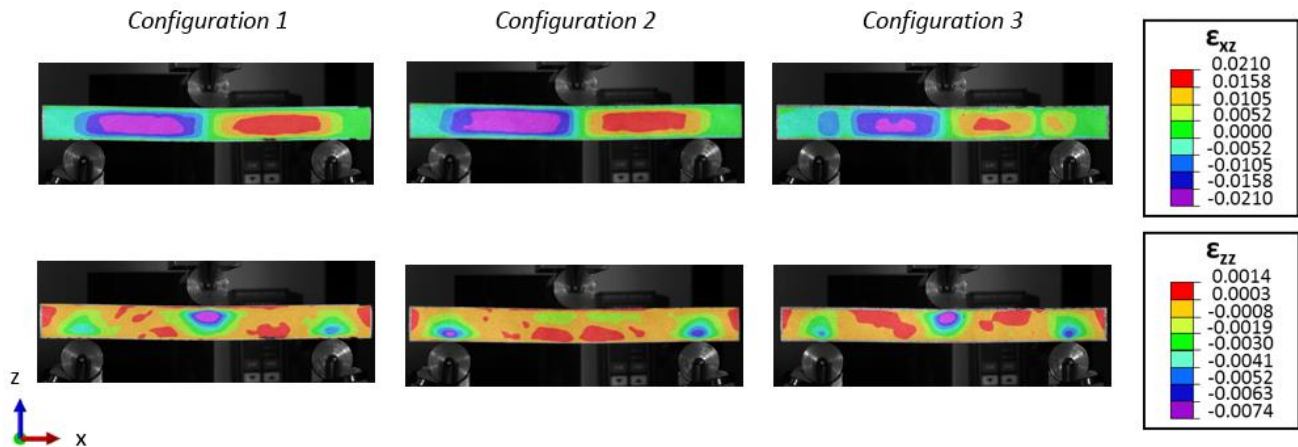 Configuration 1
Configuration 2
Configuration 3
εxz
0.0210
0.0158
0.0105
0.0052
0.0000
-0.0052
-0.0105
-0.0158
-0.0210
εzz
0.0014
0.0003
-0.0008
-0.0019
-0.0030
-0.0041
-0.0052
-0.0063
-0.0074
z
x